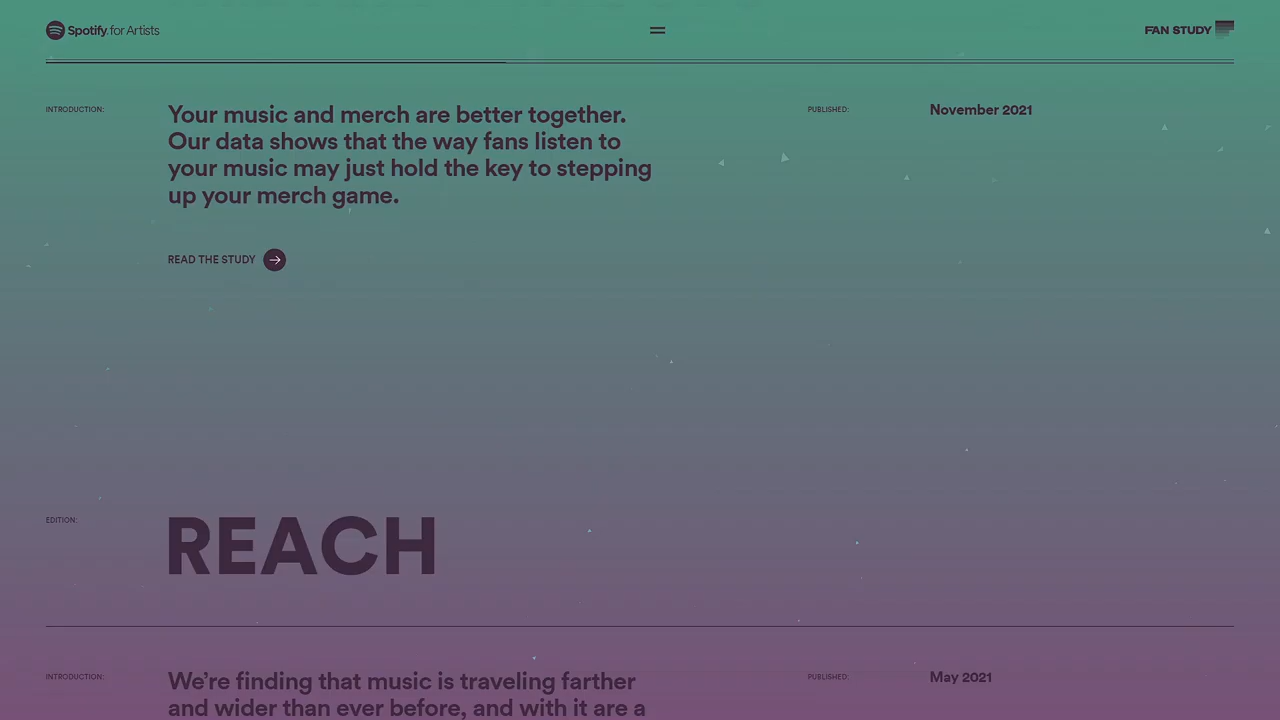 Spotify for Artists
FAN STUDY
INTRODUCTION:
Your music and merch are better together.
Our data shows that the way fans listen to
your music may just hold the key to stepping
up your merch game.
PUBLISHED:
November 2021
READ THE STUDY
EDITION:
REACH
INTRODUCTION:
We’re finding that music is traveling farther
and wider than ever before, and with it are a
PUBLISHED:
May 2021